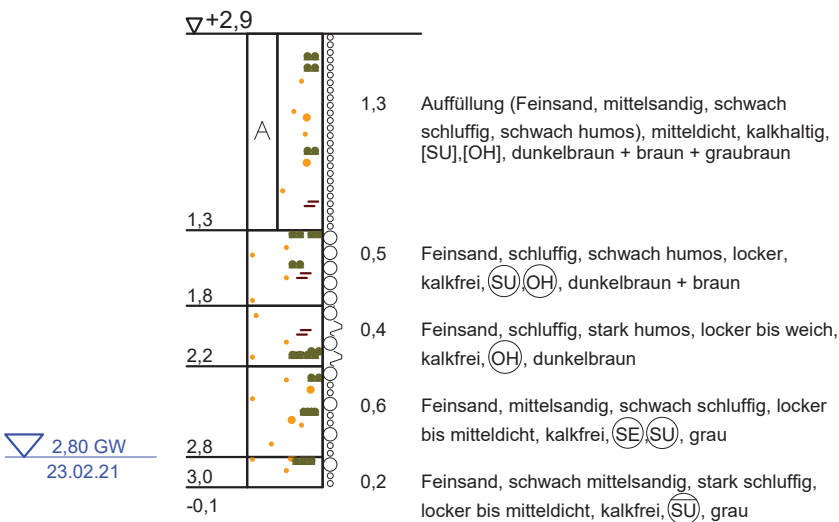 +2,9
A
1,3 Auffüllung (Feinsand, mittelsandig, schwach
schluffig, schwach humos), mitteldicht, kalkhaltig,
[SU],[OH], dunkelbraun + braun + graubraun
1,3
0,5 Feinsand, schluffig, schwach humos, locker,
kalkfrei, SU, OH, dunkelbraun + braun
1,8
0,4 Feinsand, schluffig, stark humos, locker bis weich,
kalkfrei, OH, dunkelbraun
2,2
0,6 Feinsand, mittelsandig, schwach schluffig, locker
bis mitteldicht, kalkfrei, SE, SU, grau
2,8
2,80 GW
23.02.21
3,0
0,2 Feinsand, schwach mittelsandig, stark schluffig,
locker bis mitteldicht, kalkfrei, S̅U̅, grau
-0,1